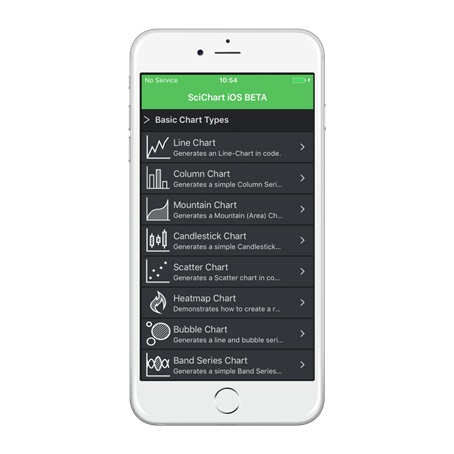 No Service 10:54
SciChart iOS BETA
Basic Chart Types
Line Chart
Generates an Line-Chart in code.
Column Chart
Generates a simple Column Seri...
Mountain Chart
Generates a Mountain (Area) Ch...
Candlestick Chart
Generates a simple Candlestick...
Scatter Chart
Generates a Scatter chart in co...
Heatmap Chart
Demonstrates how to create a r...
Bubble Chart
Generates a line and bubble seri...
Band Series Chart
Generates a simple Band Series...